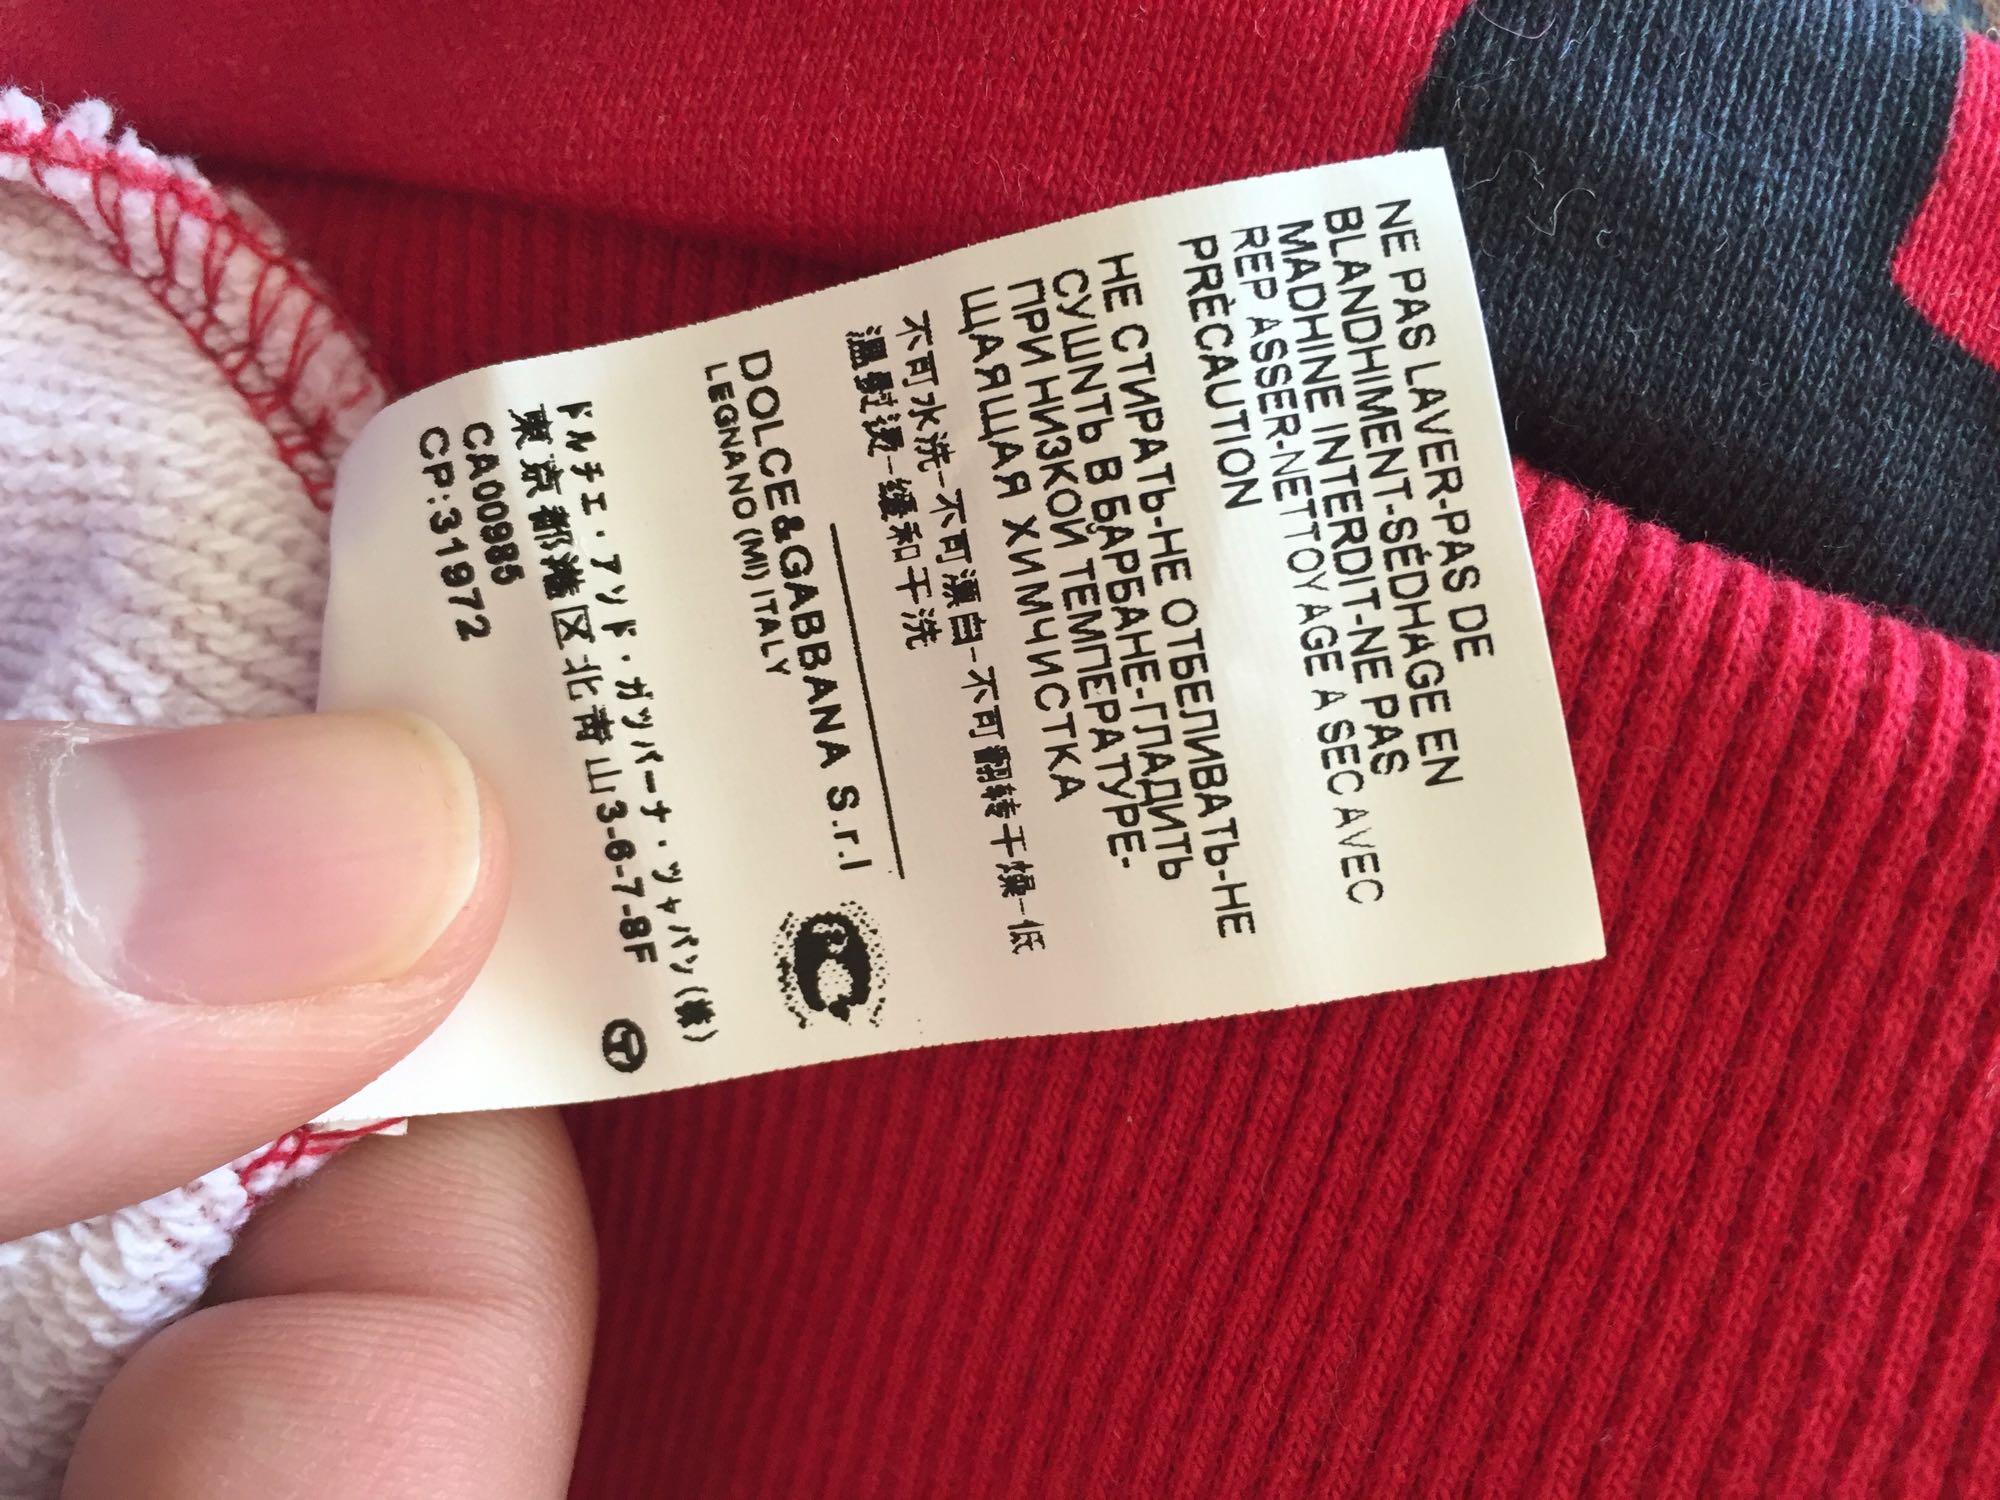 NE PAS LAVER-PAS DE
BLANDHIMENT-SÉDHAGE EN
MADHINE INTERDIT-NE PAS
REP ASSER-NETTOYAGE A SEC AVEC
PRÈCAUTION
НЕ СТИРАТЬ-НЕ ОТБЕЛИВАТЬ-НЕ
СУШNТЬ В БАРБАНЕ-ГЛАДИТЬ
ПРИ НИЗКОЙ ТЕМПЕРАТУРЕ-
ЩАЯЩАЯ ХИМЧИСТКА
不可水洗-不可漂白-不可翻转干燥-低
温熨烫-缓和干洗
DOLCE&GABBANA S.r.l
LEGNANO (MI) ITALY
ドルチェ・アンド・ガッバーナ・ジャパン(株)
東京都港区北青山3-6-7-8F
CA00985
CP:31972